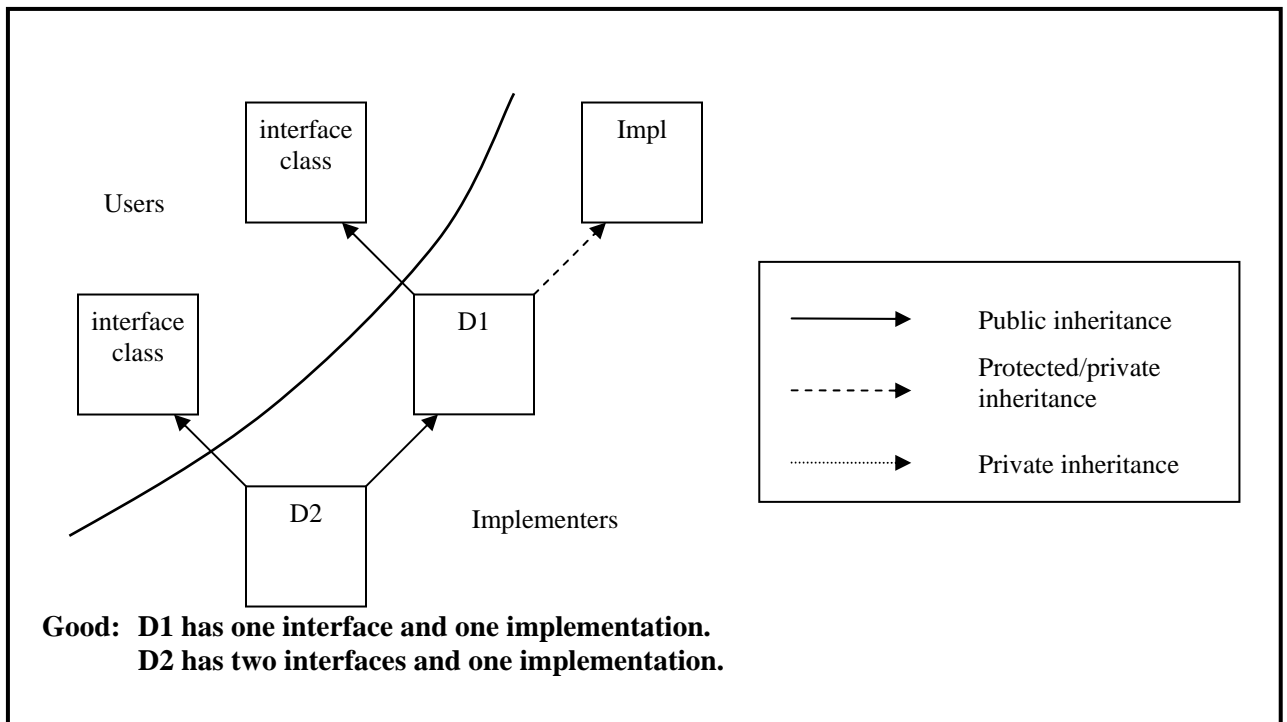 interface
class
Impl
Users
interface
class
D1
Public inheritance
Protected/private
inheritance
Private inheritance
D2
Implementers
Good: D1 has one interface and one implementation.
D2 has two interfaces and one implementation.